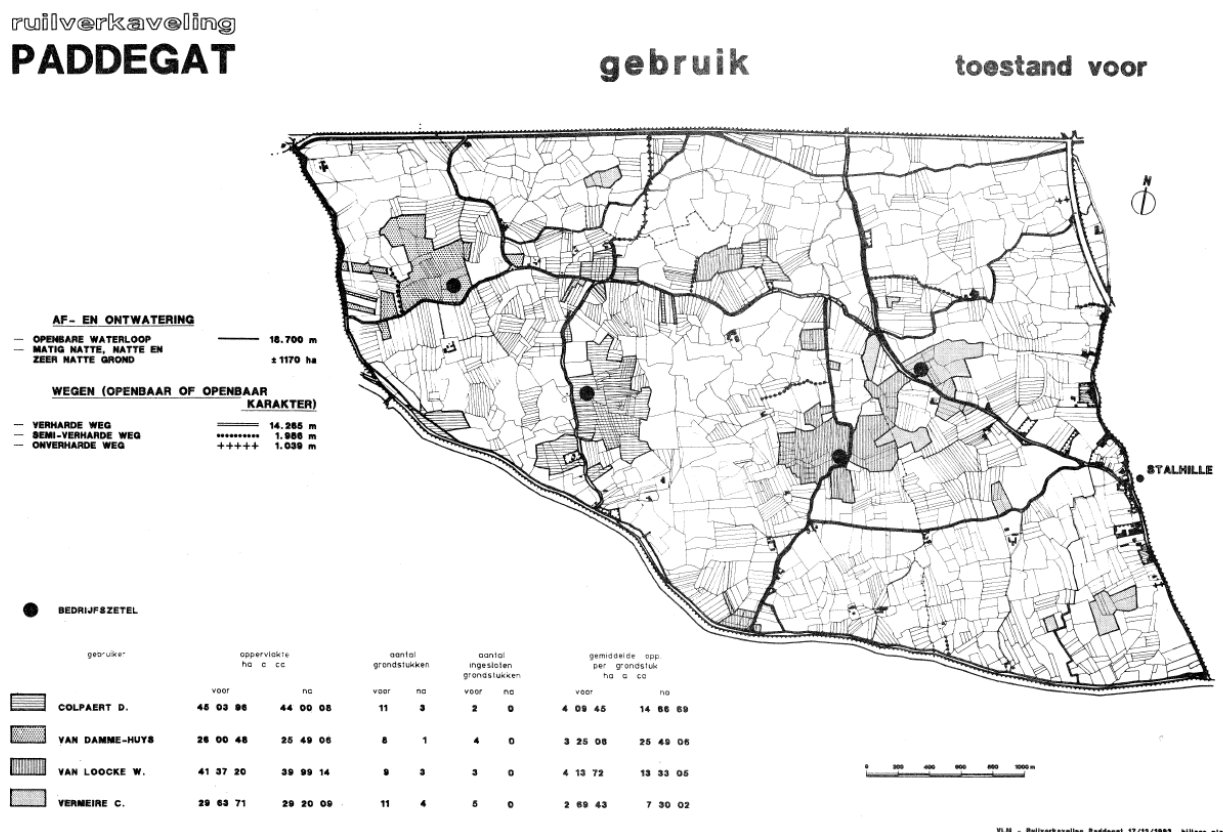 ruilverkaveling
PADDEGAT
gebruik
toestand voor
N
AF- EN ONTWATERING
— OPENBARE WATERLOOP 18.700 m
— MATIG NATTE, NATTE EN
ZEER NATTE GROND ±1170 ha
WEGEN (OPENBAAR OF OPENBAAR
KARAKTER)
— VERHARDE WEG 14.265 m
— SEMI-VERHARDE WEG 1.986 m
— ONVERHARDE WEG +++++ 1.039 m
STALHILLE
BEDRIJFSZETEL
gebruiker oppervlakte aantal aantal gemiddelde opp.
ha a ca grondstukken ingesloten per grondstuk
grondstukken ha a ca
voor na voor na voor na voor na
COLPAERT D. 45 03 96 44 00 08 11 3 2 0 4 09 45 14 66 69
VAN DAMME-HUYS 26 00 48 25 49 06 8 1 4 0 3 25 06 25 49 06
VAN LOOCKE W. 41 37 20 39 99 14 9 3 3 0 4 13 72 13 33 05
VERMEIRE C. 29 63 71 29 20 09 11 4 5 0 2 69 43 7 30 02
0 200 400 600 800 1000 m
VLM - Ruilverkaveling Paddegat 17/12/1992